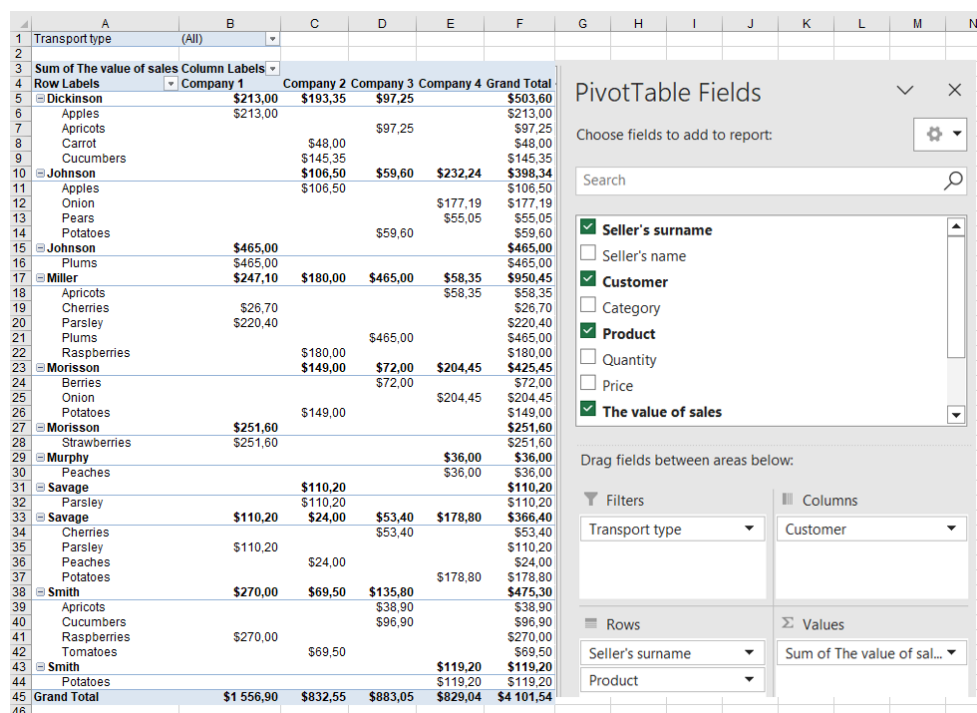 A B C D E F G H I J K L M N
1 Transport type (All)
2
3 Sum of The value of sales Column Labels
4 Row Labels Company 1 Company 2 Company 3 Company 4 Grand Total
5 Dickinson $213,00 $193,35 $97,25 $503,60
6 Apples $213,00 $213,00
7 Apricots $97,25 $97,25
8 Carrot $48,00 $48,00
9 Cucumbers $145,35 $145,35
10 Johnson $106,50 $59,60 $232,24 $398,34
11 Apples $106,50 $106,50
12 Onion $177,19 $177,19
13 Pears $55,05 $55,05
14 Potatoes $59,60 $59,60
15 Johnson $465,00 $465,00
16 Plums $465,00 $465,00
17 Miller $247,10 $180,00 $465,00 $58,35 $950,45
18 Apricots $58,35 $58,35
19 Cherries $26,70 $26,70
20 Parsley $220,40 $220,40
21 Plums $465,00 $465,00
22 Raspberries $180,00 $180,00
23 Morisson $149,00 $72,00 $204,45 $425,45
24 Berries $72,00 $72,00
25 Onion $204,45 $204,45
26 Potatoes $149,00 $149,00
27 Morisson $251,60 $251,60
28 Strawberries $251,60 $251,60
29 Murphy $36,00 $36,00
30 Peaches $36,00 $36,00
31 Savage $110,20 $110,20
32 Parsley $110,20 $110,20
33 Savage $110,20 $24,00 $53,40 $178,80 $366,40
34 Cherries $53,40 $53,40
35 Parsley $110,20 $110,20
36 Peaches $24,00 $24,00
37 Potatoes $178,80 $178,80
38 Smith $270,00 $69,50 $135,80 $475,30
39 Apricots $38,90 $38,90
40 Cucumbers $96,90 $96,90
41 Raspberries $270,00 $270,00
42 Tomatoes $69,50 $69,50
43 Smith $119,20 $119,20
44 Potatoes $119,20 $119,20
45 Grand Total $1 556,90 $832,55 $883,05 $829,04 $4 101,54
46
PivotTable Fields
Choose fields to add to report:
Search
Seller's surname
Seller's name
Customer
Category
Product
Quantity
Price
The value of sales
Drag fields between areas below:
Filters Columns
Transport type Customer
Rows Σ Values
Seller's surname Sum of The value of sal...
Product